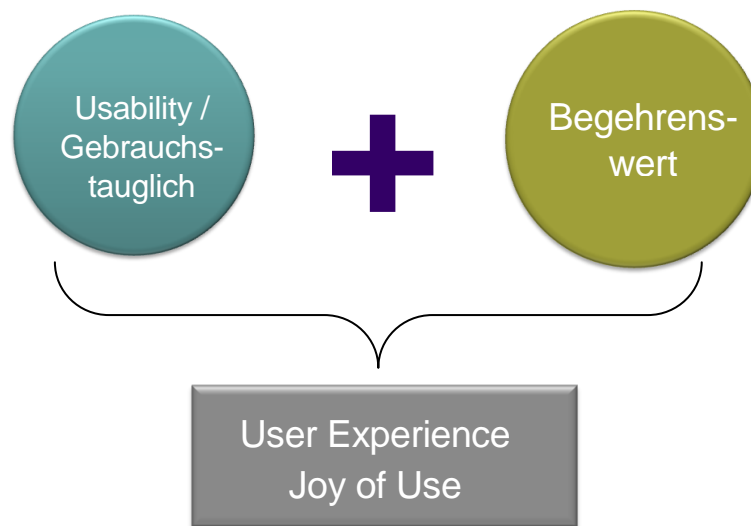 Usability /
Gebrauchs-
tauglich
Begehrens-
wert
User Experience
Joy of Use